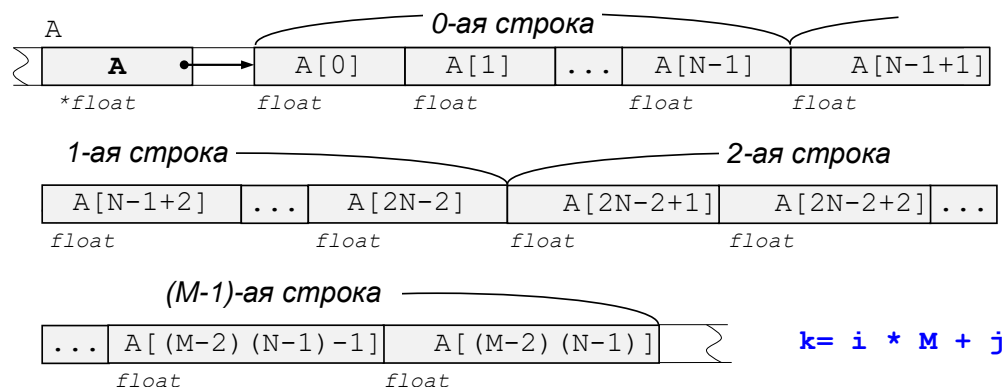 0-ая строка
A
A A[0] A[1] ... A[N-1] A[N-1+1]
*float float float float float
1-ая строка 2-ая строка
A[N-1+2] ... A[2N-2] A[2N-2+1] A[2N-2+2] ...
float float float float
(M-1)-ая строка
... A[(M-2)(N-1)-1] A[(M-2)(N-1)] k= i * M + j
float float